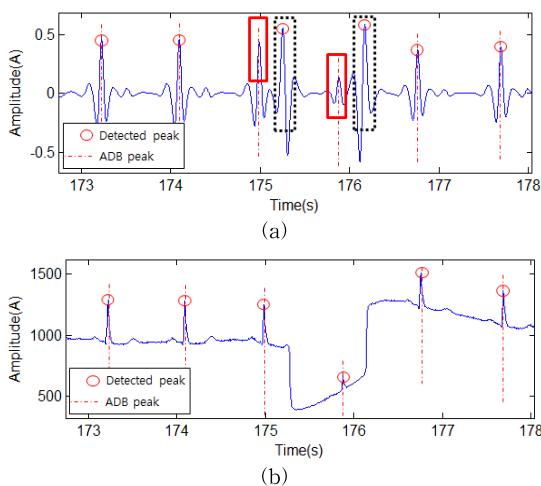 0.5
0
-0.5
Amplitude(A)
Detected peak
ADB peak
173 174 175 176 177 178
Time(s)
(a)
1500
1000
500
Amplitude(A)
Detected peak
ADB peak
173 174 175 176 177 178
Time(s)
(b)